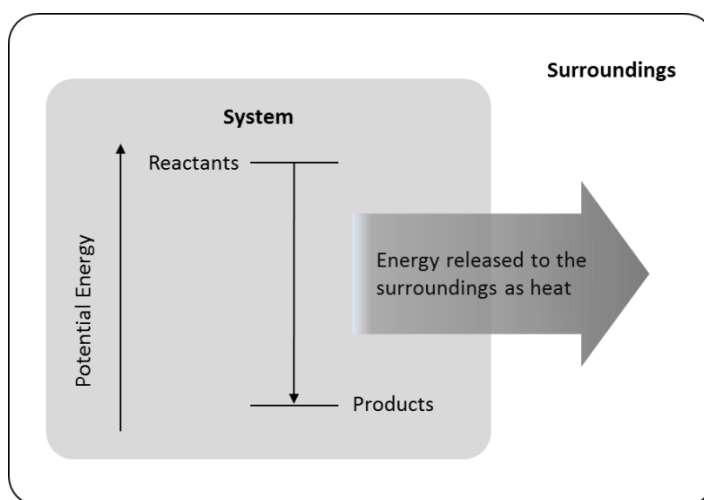 Surroundings
System
Reactants
Potential Energy
Energy released to the
surroundings as heat
Products